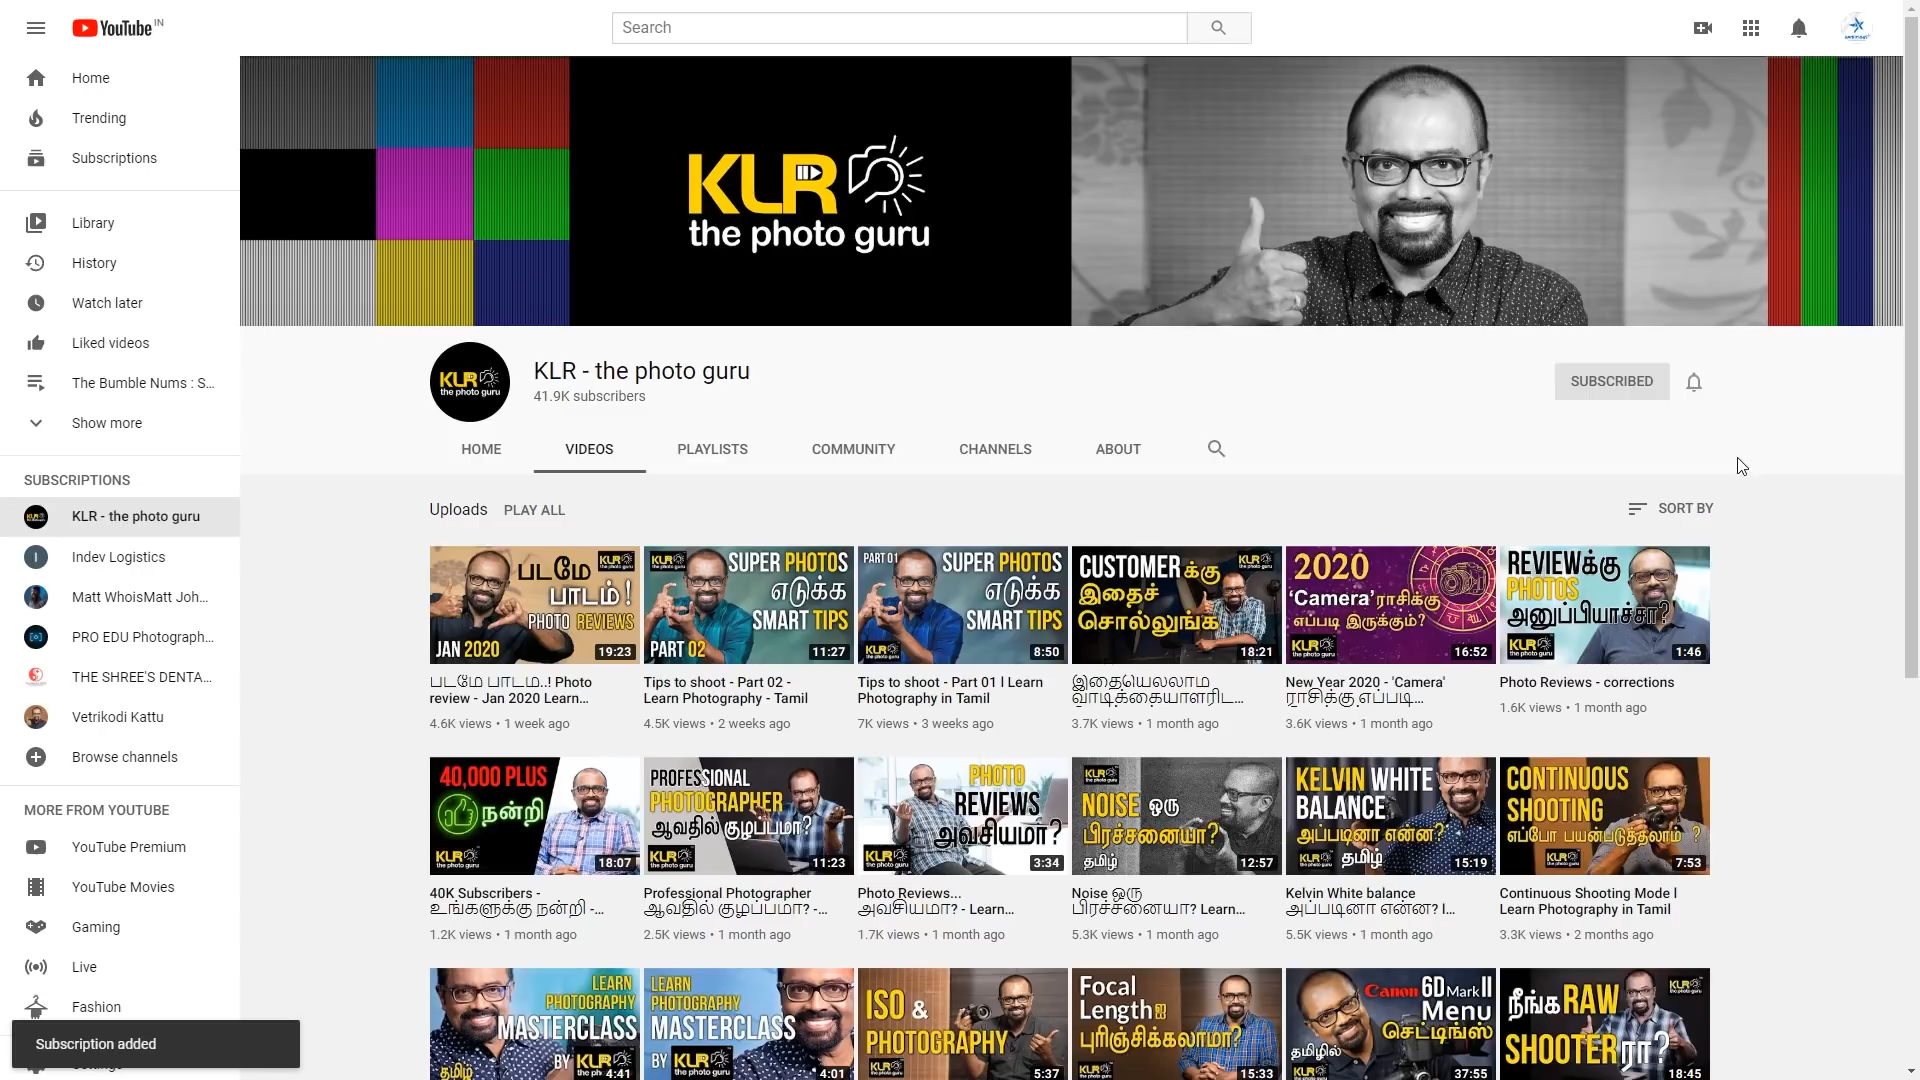 YouTube IN
Search
Home
Trending
Subscriptions
Library
History
Watch later
Liked videos
The Bumble Nums : S...
Show more
SUBSCRIPTIONS
KLR - the photo guru
Indev Logistics
Matt WhoisMatt Joh...
PRO EDU Photograph...
THE SHREE'S DENTA...
Vetrikodi Kattu
Browse channels
MORE FROM YOUTUBE
YouTube Premium
YouTube Movies
Gaming
Live
Fashion
Subscription added
KLR
the photo guru
KLR
the photo guru
KLR - the photo guru
41.9K subscribers
SUBSCRIBED
HOME VIDEOS PLAYLISTS COMMUNITY CHANNELS ABOUT
Uploads PLAY ALL
SORT BY
படமே
பாடம் !
PHOTO REVIEWS
JAN 2020
19:23
SUPER PHOTOS
எடுக்க
SMART TIPS
PART 02
11:27
PART 01
SUPER PHOTOS
எடுக்க
SMART TIPS
8:50
CUSTOMERக்கு
இதைச்
சொல்லுங்க
18:21
2020
'Camera' ராசிக்கு
எப்படி இருக்கும்?
16:52
REVIEWக்கு
PHOTOS
அனுப்பியாச்சா?
1:46
படமே பாடம்..! Photo
review - Jan 2020 Learn...
4.6K views • 1 week ago
Tips to shoot - Part 02 -
Learn Photography - Tamil
4.5K views • 2 weeks ago
Tips to shoot - Part 01 l Learn
Photography in Tamil
7K views • 3 weeks ago
இதையெல்லாம்
வாடிக்கையாளரிட...
3.7K views • 1 month ago
New Year 2020 - 'Camera'
ராசிக்கு எப்படி...
3.6K views • 1 month ago
Photo Reviews - corrections
1.6K views • 1 month ago
40,000 PLUS
நன்றி
18:07
PROFESSIONAL
PHOTOGRAPHER
ஆவதில் குழப்பமா?
11:23
PHOTO
REVIEWS
அவசியமா?
3:34
NOISE ஒரு
பிரச்சனையா?
தமிழ்
12:57
KELVIN WHITE
BALANCE
அப்படினா என்ன?
தமிழ்
15:19
CONTINUOUS
SHOOTING
எப்போ பயன்படுத்தலாம் ?
7:53
40K Subscribers -
உங்களுக்கு நன்றி -...
1.2K views • 1 month ago
Professional Photographer
ஆவதில் குழப்பமா? -...
2.5K views • 1 month ago
Photo Reviews...
அவசியமா? - Learn...
1.7K views • 1 month ago
Noise ஒரு
பிரச்சனையா? Learn...
5.3K views • 1 month ago
Kelvin White balance
அப்படினா என்ன? l...
5.5K views • 1 month ago
Continuous Shooting Mode l
Learn Photography in Tamil
3.3K views • 2 months ago
LEARN
PHOTOGRAPHY
MASTERCLASS
BY KLR
தமிழ்
4:41
LEARN
PHOTOGRAPHY
MASTERCLASS
BY KLR
4:01
ISO &
PHOTOGRAPHY
5:37
Focal
Lengthஐ
புரிஞ்சிக்கலாமா?
15:33
Canon 6D Mark II
Menu
செட்டிங்ஸ்
தமிழில்
37:55
நீங்க RAW
SHOOTERரா?
18:45